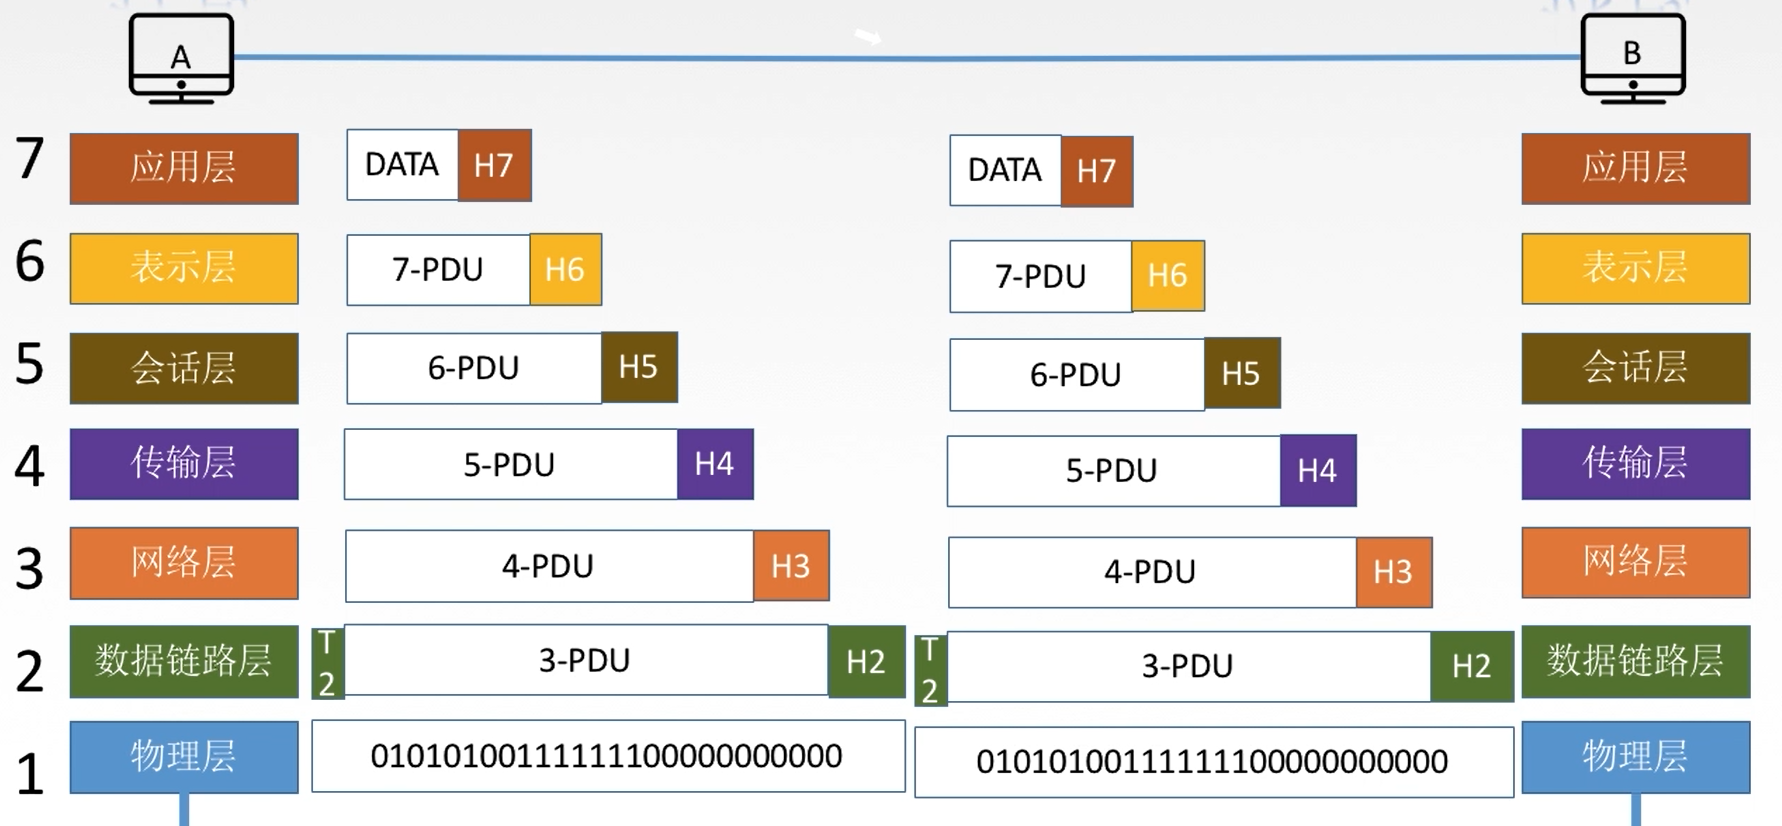 A
B
7 应用层 DATA H7 DATA H7 应用层
6 表示层 7-PDU H6 7-PDU H6 表示层
5 会话层 6-PDU H5 6-PDU H5 会话层
4 传输层 5-PDU H4 5-PDU H4 传输层
3 网络层 4-PDU H3 4-PDU H3 网络层
2 数据链路层 T2 3-PDU H2 T2 3-PDU H2 数据链路层
1 物理层 010101001111111100000000000 010101001111111100000000000 物理层